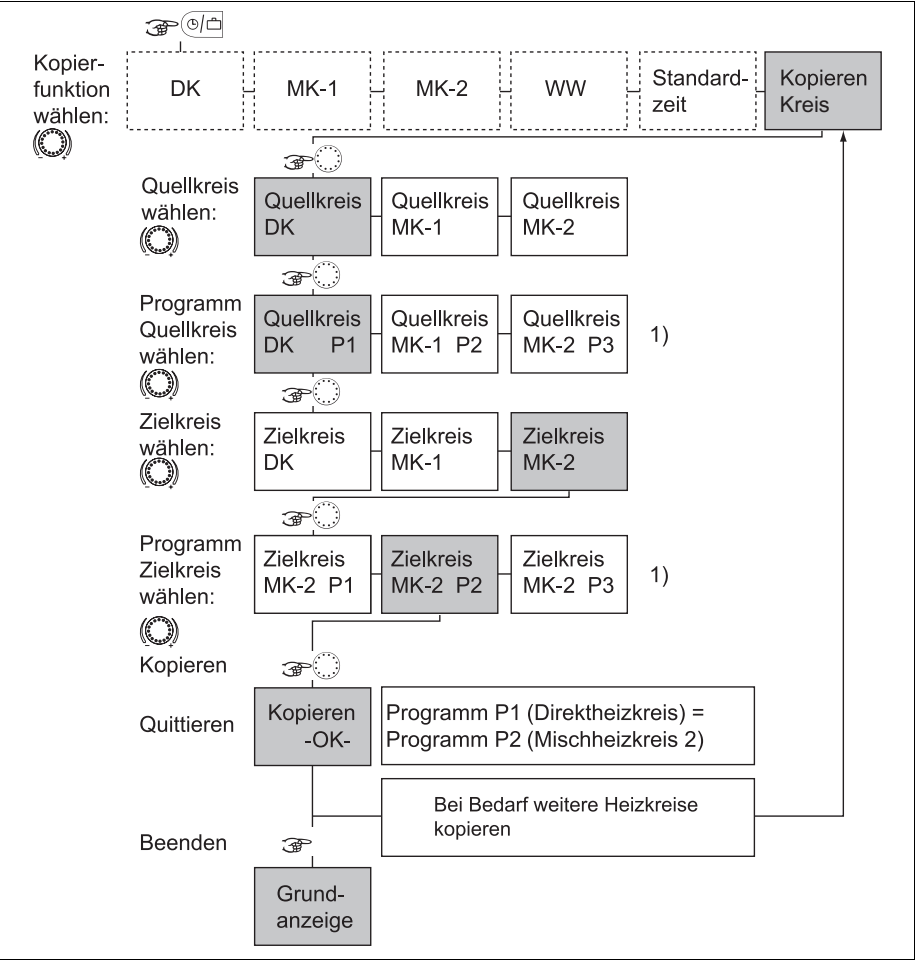 Kopier-
funktion
wählen:
DK
MK-1
MK-2
WW
Standard-
zeit
Kopieren
Kreis
- +
Quellkreis
wählen:
Quellkreis
DK
Quellkreis
MK-1
Quellkreis
MK-2
- +
Programm
Quellkreis
wählen:
Quellkreis
DK P1
Quellkreis
MK-1 P2
Quellkreis
MK-2 P3
1)
- +
Zielkreis
wählen:
Zielkreis
DK
Zielkreis
MK-1
Zielkreis
MK-2
- +
Programm
Zielkreis
wählen:
Zielkreis
MK-2 P1
Zielkreis
MK-2 P2
Zielkreis
MK-2 P3
1)
- +
Kopieren
Quittieren
Kopieren
-OK-
Programm P1 (Direktheizkreis) =
Programm P2 (Mischheizkreis 2)
Bei Bedarf weitere Heizkreise
kopieren
Beenden
Grund-
anzeige